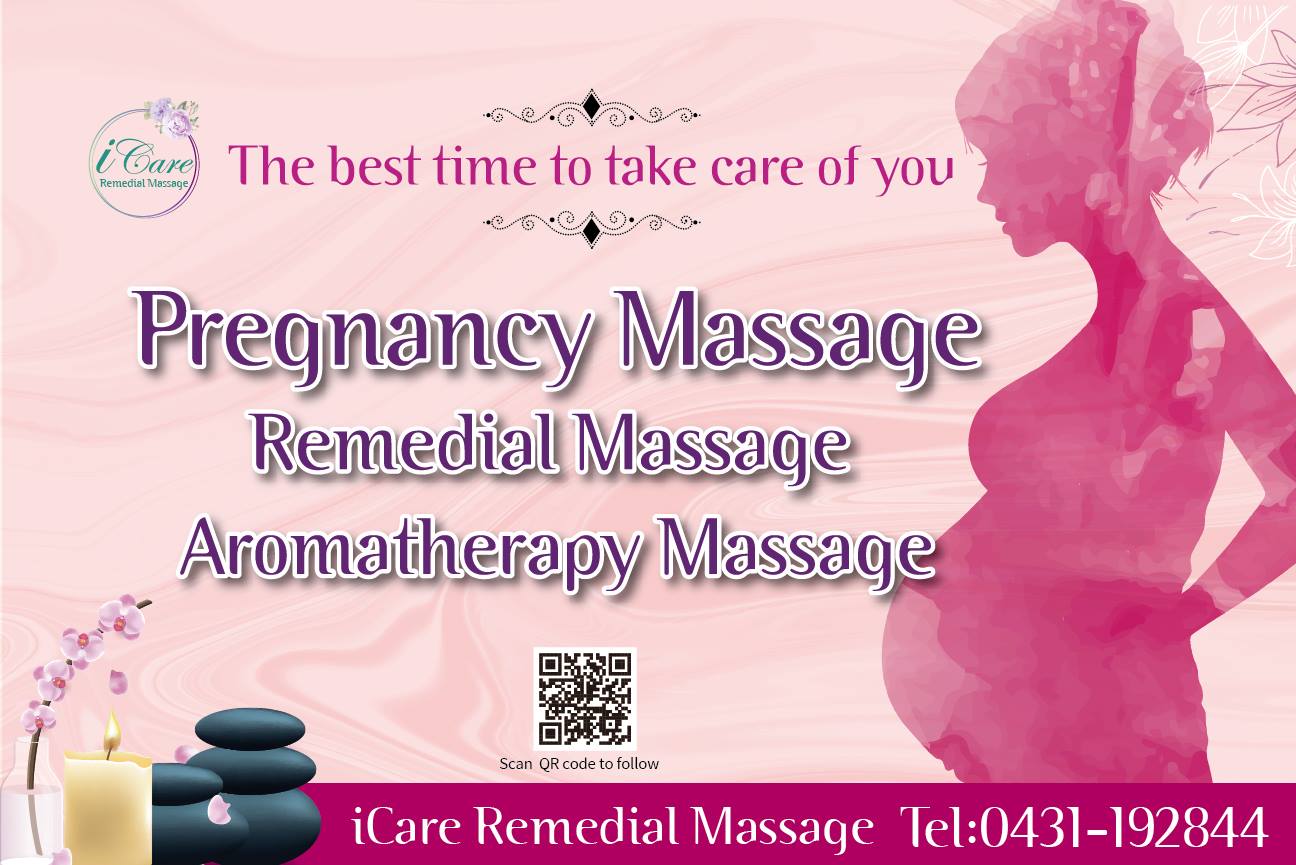 iCare
Remedial Massage
The best time to take care of you
Pregnancy Massage
Remedial Massage
Aromatherapy Massage
Scan QR code to follow
iCare Remedial Massage Tel:0431-192844